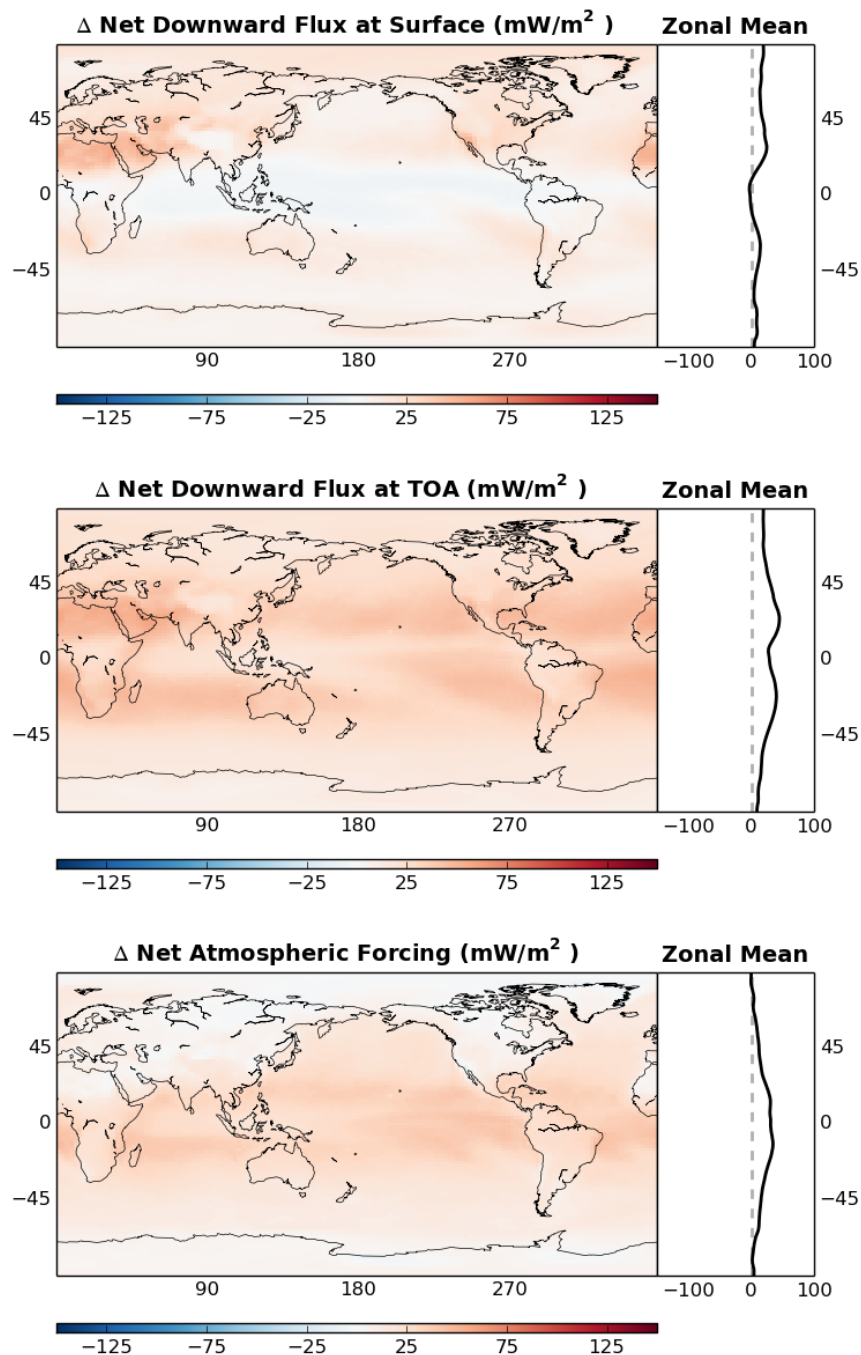 Δ Net Downward Flux at Surface (mW/m² ) Zonal Mean
45 45
0 0
−45 −45
90 180 270 −100 0 100
−125 −75 −25 25 75 125
Δ Net Downward Flux at TOA (mW/m² ) Zonal Mean
45 45
0 0
−45 −45
90 180 270 −100 0 100
−125 −75 −25 25 75 125
Δ Net Atmospheric Forcing (mW/m² ) Zonal Mean
45 45
0 0
−45 −45
90 180 270 −100 0 100
−125 −75 −25 25 75 125